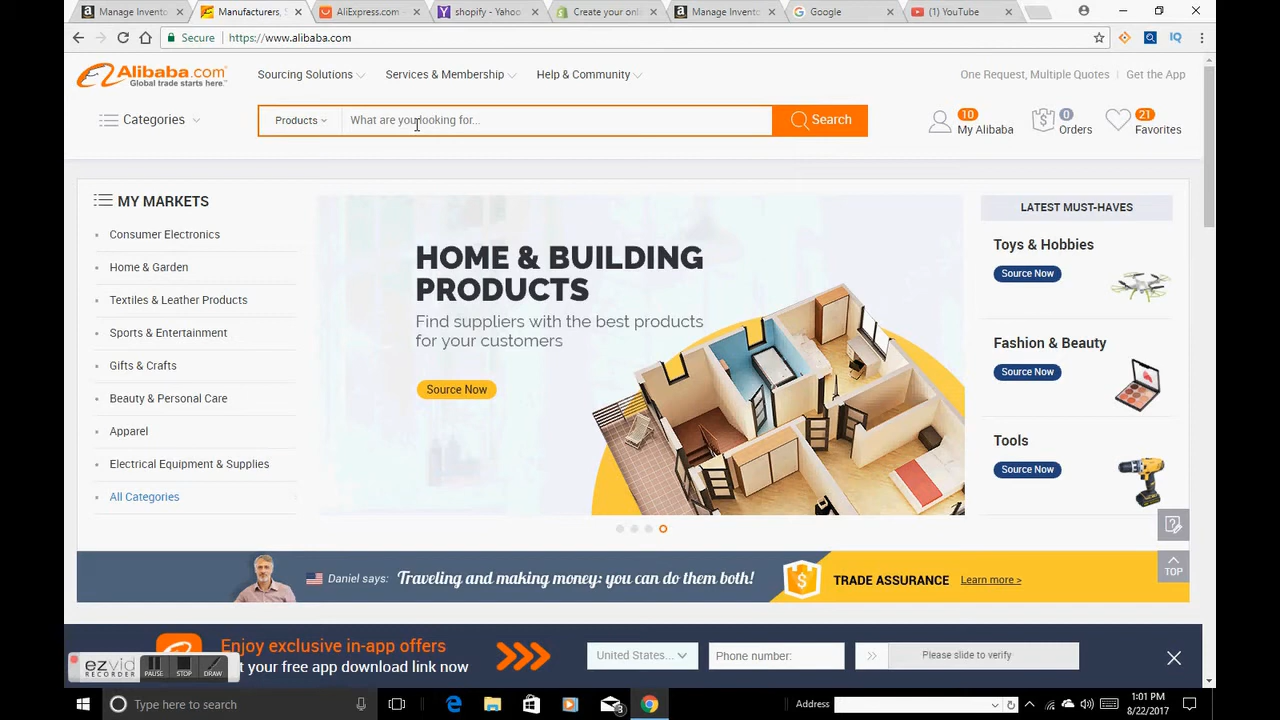 Manage Invento
Manufacturers,
AliExpress.com –
shopify - Yahoo
Create your onli
Manage Invento
Google
(1) YouTube
Secure
https://www.alibaba.com
Alibaba.com
Global trade starts here.™
Sourcing Solutions
Services & Membership
Help & Community
One Request, Multiple Quotes
Get the App
Categories
Products
What are you looking for...
Search
10
My Alibaba
0
Orders
21
Favorites
MY MARKETS
Consumer Electronics
Home & Garden
Textiles & Leather Products
Sports & Entertainment
Gifts & Crafts
Beauty & Personal Care
Apparel
Electrical Equipment & Supplies
All Categories
HOME & BUILDING
PRODUCTS
Find suppliers with the best products
for your customers
Source Now
LATEST MUST-HAVES
Toys & Hobbies
Source Now
Fashion & Beauty
Source Now
Tools
Source Now
TOP
Daniel says: Traveling and making money: you can do them both!
TRADE ASSURANCE
Learn more >
Enjoy exclusive in-app offers
t your free app download link now
United States...
Phone number:
Please slide to verify
ezvid
RECORDER
PAUSE
STOP
DRAW
Type here to search
3
Address
1:01 PM
8/22/2017
IQ